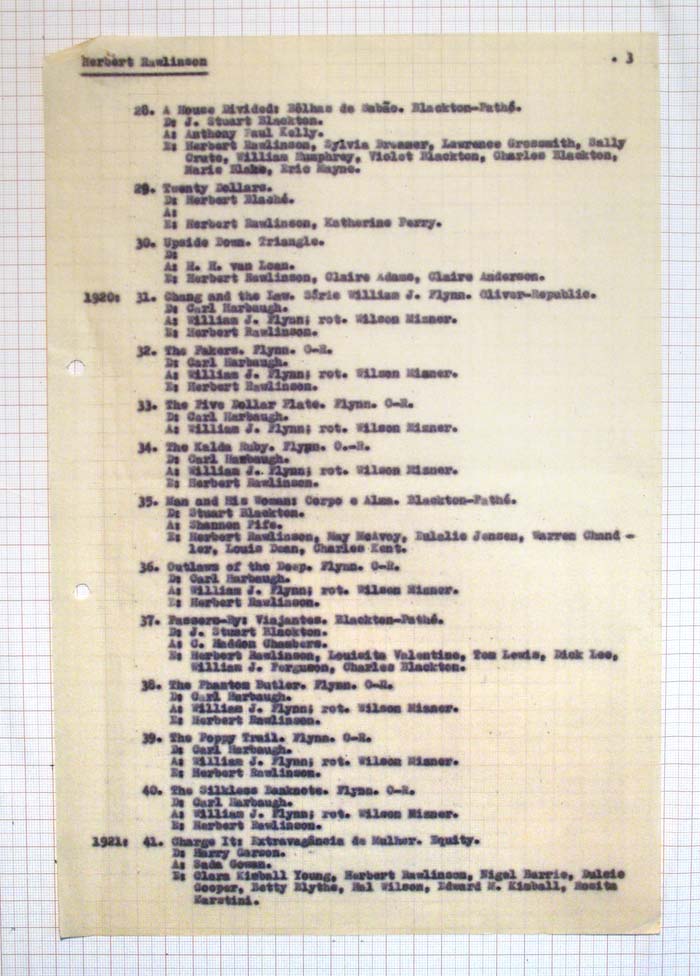 Herbert Rawlinson
. 3
28. A House Divided: Bôlhas de Sabão. Blackton-Pathé.
D: J. Stuart Blackton.
A: Anthony Paul Kelly.
E: Herbert Rawlinson, Sylvia Breamer, Lawrence Grossmith, Sally
Crute, William Humphrey, Violet Blackton, Charles Blackton,
Marie Blake, Eric Mayne.
29. Twenty Dollars.
D: Herbert Blaché.
A:
E: Herbert Rawlinson, Katherine Perry.
30. Upside Down. Triangle.
D:
A: H. H. van Loan.
E: Herbert Rawlinson, Claire Adams, Claire Anderson.
1920: 31. Chang and the Law. Série William J. Flynn. Oliver-Republic.
D: Carl Harbaugh.
A: William J. Flynn; rot. Wilson Mizner.
E: Herbert Rawlinson.
32. The Fakers. Flynn. O-R.
D: Carl Harbaugh.
A: William J. Flynn; rot. Wilson Mizner.
E: Herbert Rawlinson.
33. The Five Dollar Plate. Flynn. O-R.
D: Carl Harbaugh.
A: William J. Flynn; rot. Wilson Mizner.
34. The Kalda Ruby. Flynn. O.-R.
D: Carl Harbaugh.
A: William J. Flynn; rot. Wilson Mizner.
E: Herbert Rawlinson.
35. Man and His Woman: Corpo e Alma. Blackton-Pathé.
D: Stuart Blackton.
A: Shannon Fife.
E: Herbert Rawlinson, May McAvoy, Eulalie Jensen, Warren Chand -
ler, Louis Dean, Charles Kent.
36. Outlaws of the Deep. Flynn. O-R.
D: Carl Harbaugh.
A: William J. Flynn; rot. Wilson Mizner.
E: Herbert Rawlinson.
37. Passers-By: Viajantes. Blackton-Pathé.
D: J. Stuart Blackton.
A: C. Haddon Chambers.
E: Herbert Rawlinson, Louisita Valentine, Tom Lewis, Dick Lee,
William J. Ferguson, Charles Blackton.
38. The Phantom Butler. Flynn. O-R.
D: Carl Harbaugh.
A: William J. Flynn; rot. Wilson Mizner.
E: Herbert Rawlinson.
39. The Poppy Trail. Flynn. O-R.
D: Carl Harbaugh.
A: William J. Flynn; rot. Wilson Mizner.
E: Herbert Rawlinson.
40. The Silkless Banknote. Flynn. O-R.
D: Carl Harbaugh.
A: William J. Flynn; rot. Wilson Mizner.
E: Herbert Rawlinson.
1921: 41. Charge It: Extravagância de Mulher. Equity.
D: Harry Garson.
A: Sada Cowan.
E: Clara Kimball Young, Herbert Rawlinson, Nigel Barrie, Dulcie
Cooper, Betty Blythe, Hal Wilson, Edward M. Kimball, Rosita
Marstini.